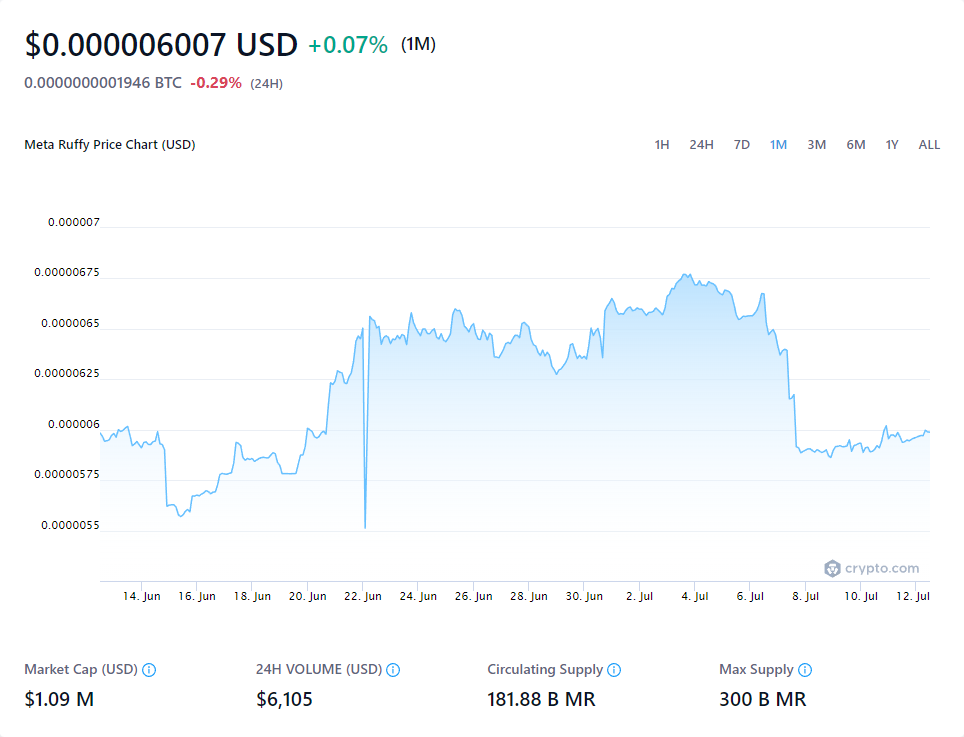 $0.000006007 USD +0.07% (1M)
0.0000000001946 BTC -0.29% (24H)
Meta Ruffy Price Chart (USD) 1H 24H 7D 1M 3M 6M 1Y ALL
0.000007
0.00000675
0.0000065
0.00000625
0.000006
0.00000575
0.0000055
crypto.com
14. Jun 16. Jun 18. Jun 20. Jun 22. Jun 24. Jun 26. Jun 28. Jun 30. Jun 2. Jul 4. Jul 6. Jul 8. Jul 10. Jul 12. Jul
Market Cap (USD) 24H VOLUME (USD) Circulating Supply Max Supply
$1.09 M $6,105 181.88 B MR 300 B MR